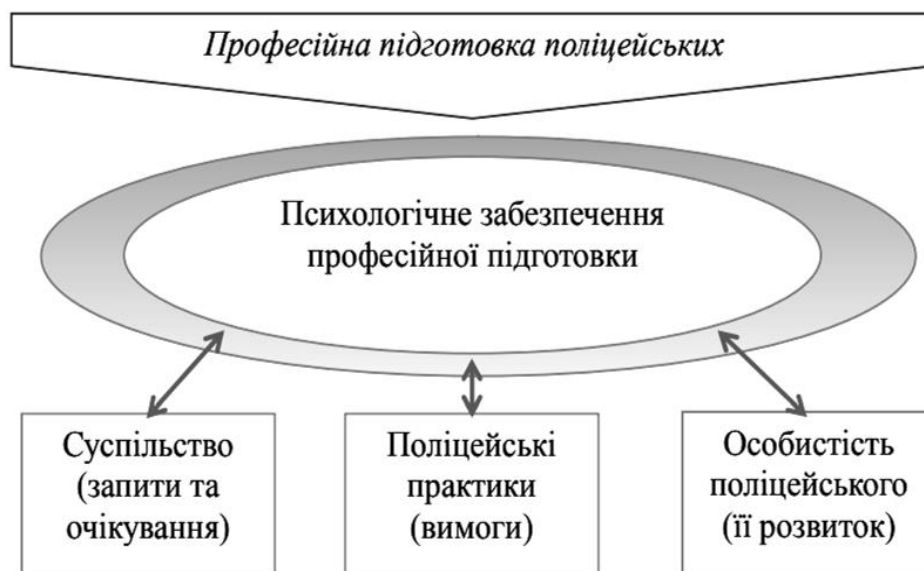 Професійна підготовка поліцейських
Психологічне забезпечення
професійної підготовки
Суспільство
(запити та
очікування)
Поліцейські
практики
(вимоги)
Особистість
поліцейського
(її розвиток)